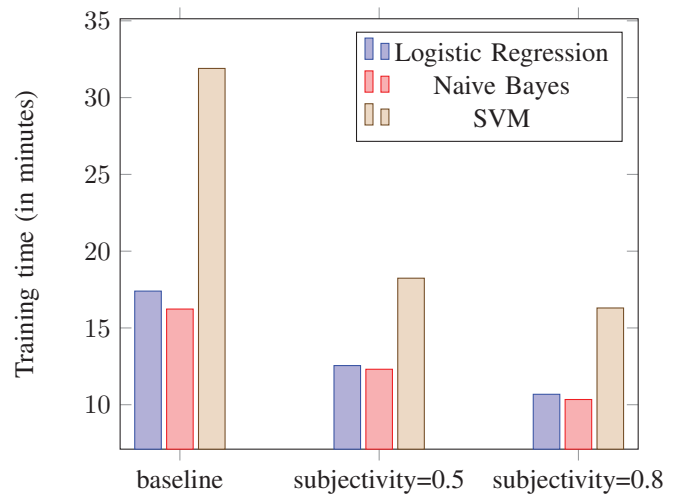 35
30
25
20
15
10
Training time (in minutes)
Logistic Regression
Naive Bayes
SVM
baseline
subjectivity=0.5
subjectivity=0.8